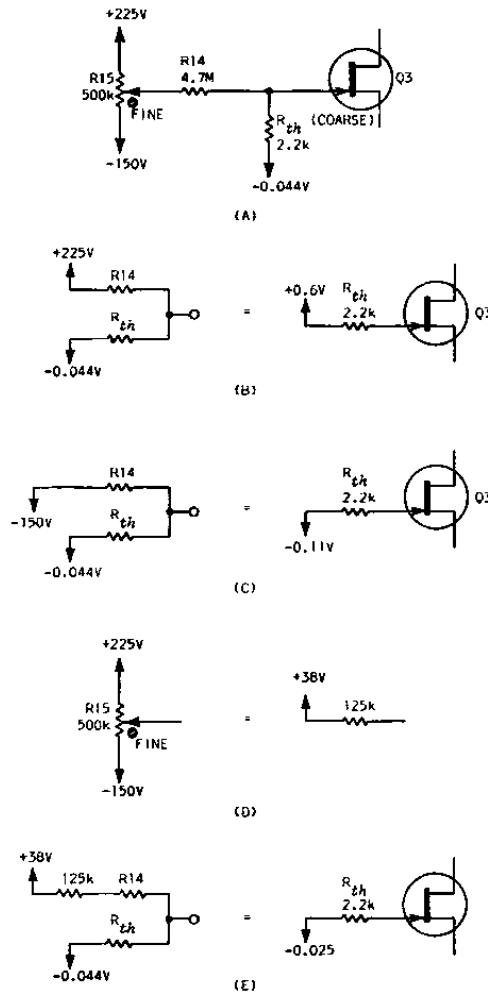 +225V
R15
500k
FINE
-150V
R14
4.7M
Q3
(COARSE)
Rth
2.2k
-0.044V
(A)
+225V
R14
Rth
-0.044V
=
+0.6V
Rth
2.2k
Q3
(B)
R14
-150V
Rth
-0.044V
=
Rth
2.2k
-0.11V
Q3
(C)
+225V
R15
500k
FINE
-150V
=
+38V
125k
(D)
+38V
125k
R14
Rth
-0.044V
=
Rth
2.2k
-0.025
(E)